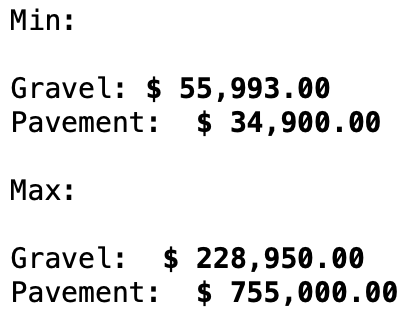 Min:
Gravel: $ 55,993.00
Pavement:  $ 34,900.00
Max:
Gravel:  $ 228,950.00
Pavement:  $ 755,000.00